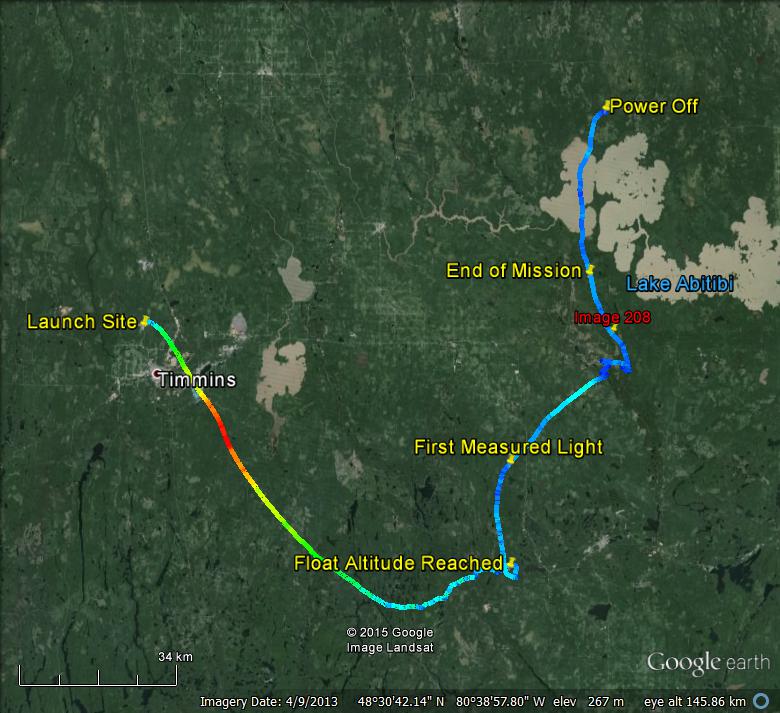 Power Off
End of Mission
Lake Abitibi
Image 208
Launch Site
Timmins
First Measured Light
Float Altitude Reached
© 2015 Google
Image Landsat
34 km
Google earth
Imagery Date: 4/9/2013 48°30'42.14" N 80°38'57.80" W elev 267 m eye alt 145.86 km